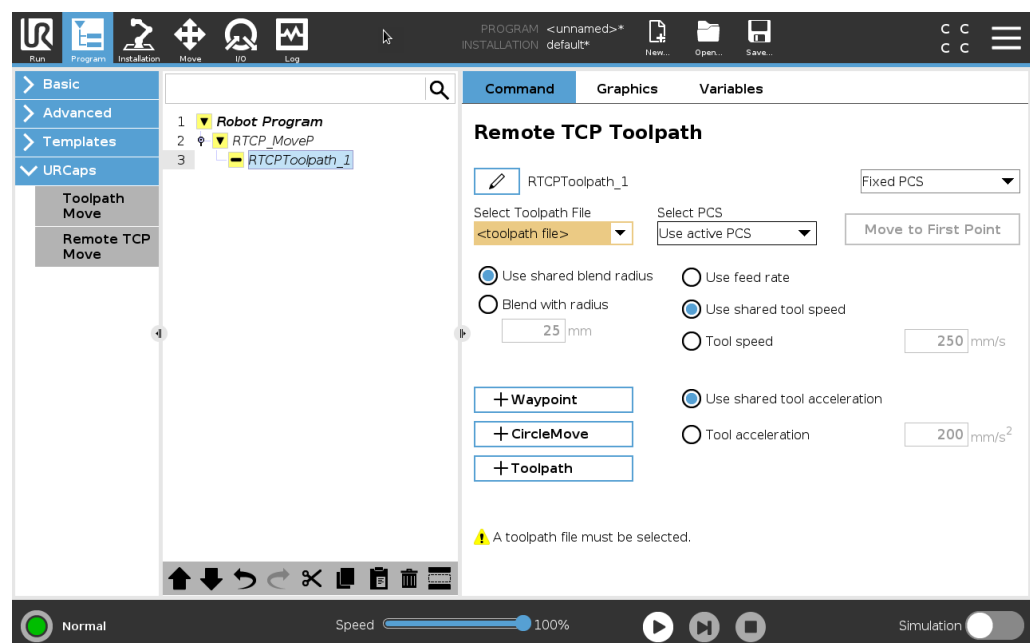 UR
Run
Program
Installation
Move
I/O
Log
PROGRAM <unnamed>*
INSTALLATION default*
New...
Open...
Save...
C C
C C
Basic
Advanced
Templates
URCaps
Toolpath
Move
Remote TCP
Move
1 Robot Program
2 RTCP_MoveP
3 RTCPToolpath_1
Command
Graphics
Variables
Remote TCP Toolpath
RTCPToolpath_1
Fixed PCS
Select Toolpath File
Select PCS
<toolpath file>
Use active PCS
Move to First Point
Use shared blend radius
Use feed rate
Blend with radius
Use shared tool speed
25 mm
Tool speed
250 mm/s
+ Waypoint
Use shared tool acceleration
+ CircleMove
Tool acceleration
200 mm/s²
+ Toolpath
A toolpath file must be selected.
Normal
Speed
100%
Simulation